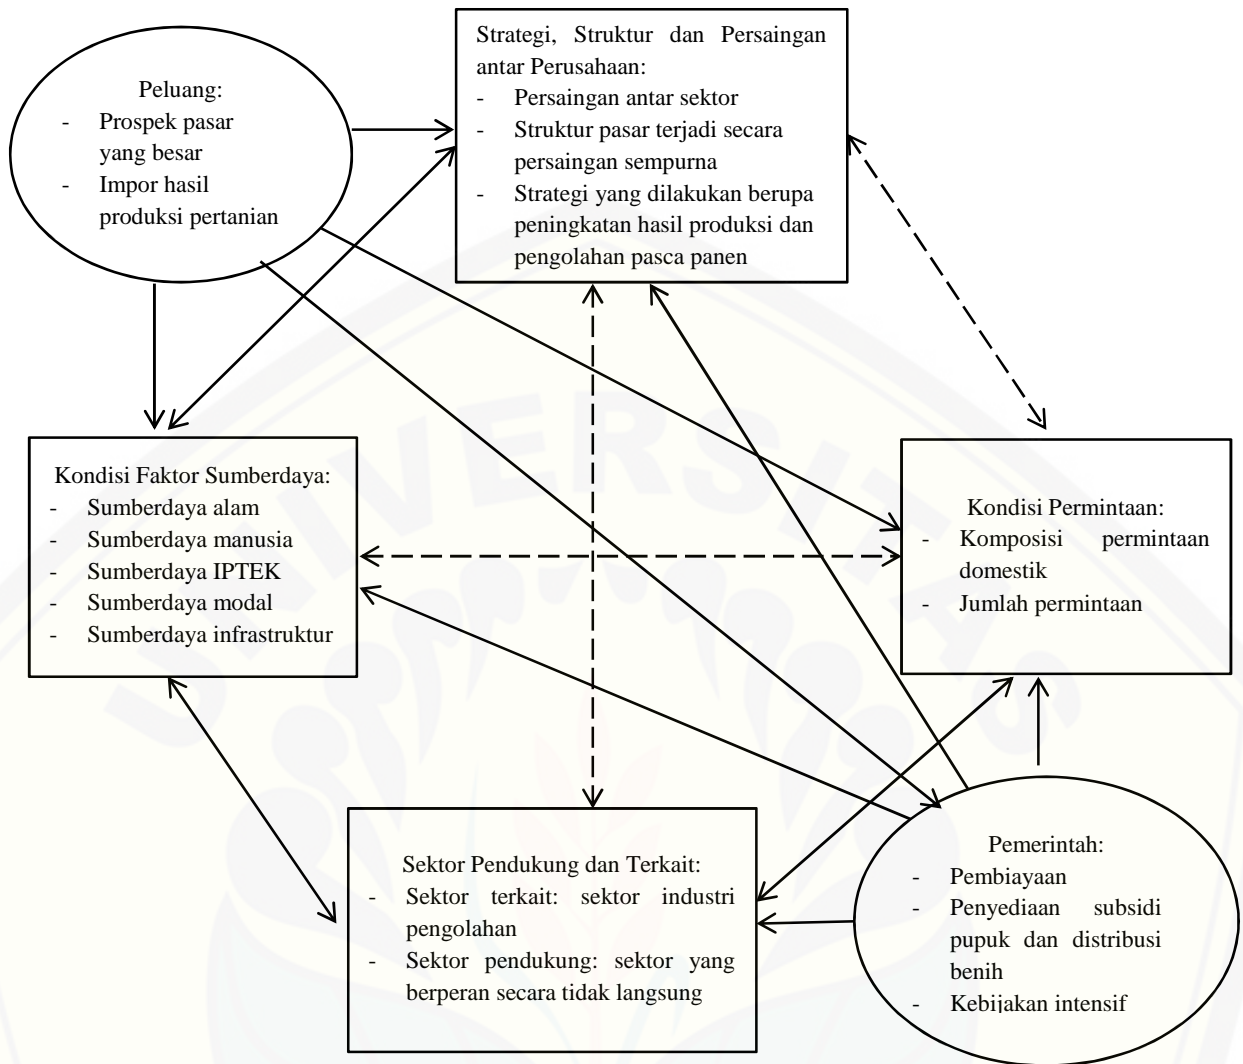 Peluang:
- Prospek pasar
yang besar
- Impor hasil
produksi pertanian
Strategi, Struktur dan Persaingan
antar Perusahaan:
- Persaingan antar sektor
- Struktur pasar terjadi secara
persaingan sempurna
- Strategi yang dilakukan berupa
peningkatan hasil produksi dan
pengolahan pasca panen
Kondisi Faktor Sumberdaya:
- Sumberdaya alam
- Sumberdaya manusia
- Sumberdaya IPTEK
- Sumberdaya modal
- Sumberdaya infrastruktur
Kondisi Permintaan:
- Komposisi permintaan
domestik
- Jumlah permintaan
Sektor Pendukung dan Terkait:
- Sektor terkait: sektor industri
pengolahan
- Sektor pendukung: sektor yang
berperan secara tidak langsung
Pemerintah:
- Pembiayaan
- Penyediaan subsidi
pupuk dan distribusi
benih
- Kebijakan intensif
UNIVERSITAS